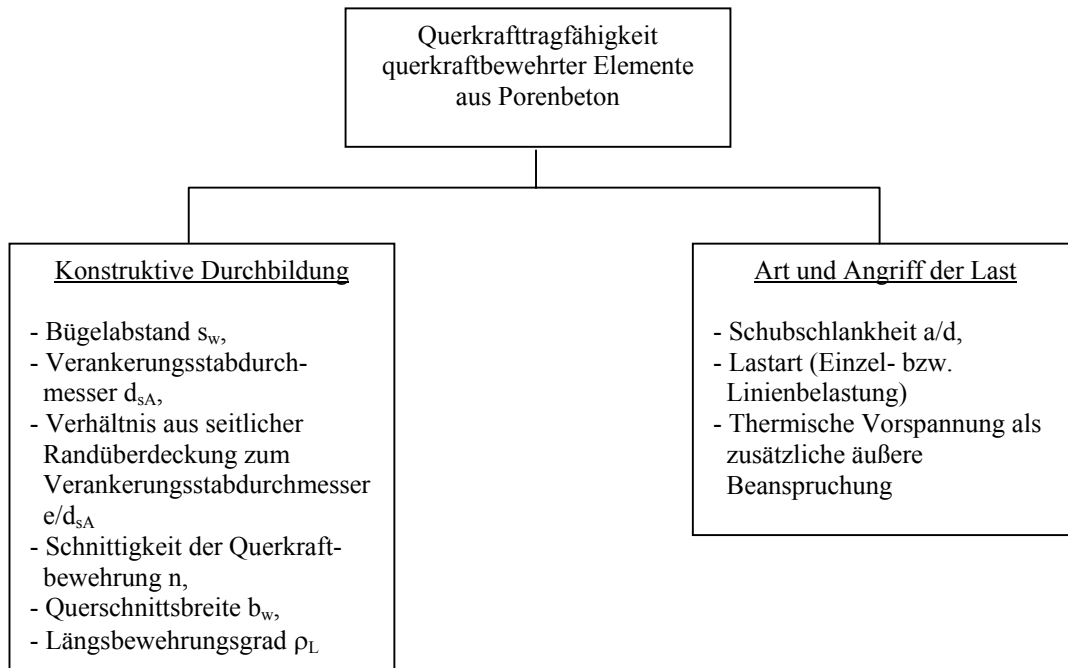 Querkrafttragfähigkeit
querkraftbewehrter Elemente
aus Porenbeton
Konstruktive Durchbildung
- Bügelabstand s_w,
- Verankerungsstabdurch-
messer d_sA,
- Verhältnis aus seitlicher
Randüberdeckung zum
Verankerungsstabdurchmesser
e/d_sA
- Schnittigkeit der Querkraft-
bewehrung n,
- Querschnittsbreite b_w,
- Längsbewehrungsgrad ρ_L
Art und Angriff der Last
- Schubschlankheit a/d,
- Lastart (Einzel- bzw.
Linienbelastung)
- Thermische Vorspannung als
zusätzliche äußere
Beanspruchung